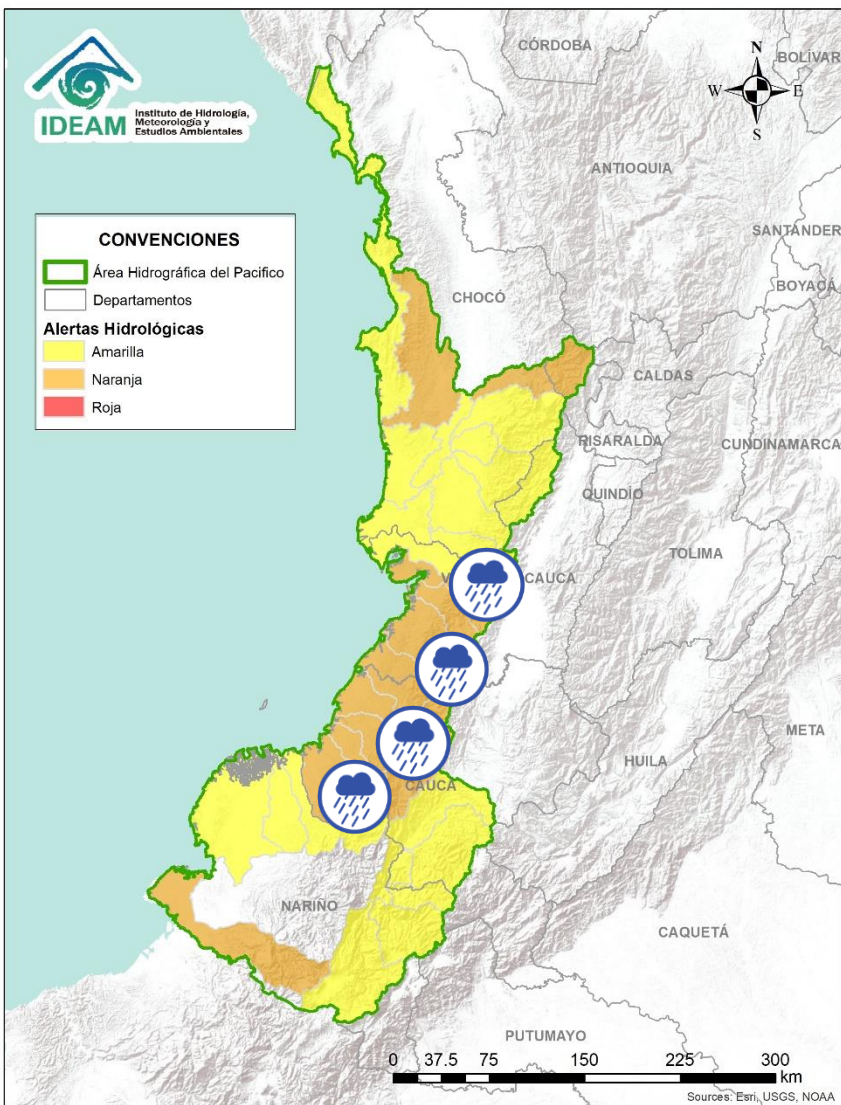 IDEAM
Instituto de Hidrología,
Meteorología y
Estudios Ambientales
N
W
E
S
CÓRDOBA
BOLÍVAR
ANTIOQUIA
SANTANDER
BOYACÁ
CONVENCIONES
Área Hidrográfica del Pacifico
Departamentos
Alertas Hidrológicas
Amarilla
Naranja
Roja
CHOCÓ
CALDAS
RISARALDA
CUNDINAMARCA
QUINDÍO
TOLIMA
CAUCA
META
HUILA
CAUCA
NARIÑO
CAQUETÁ
PUTUMAYO
0 37.5 75 150 225 300
km
Sources: Esri, USGS, NOAA